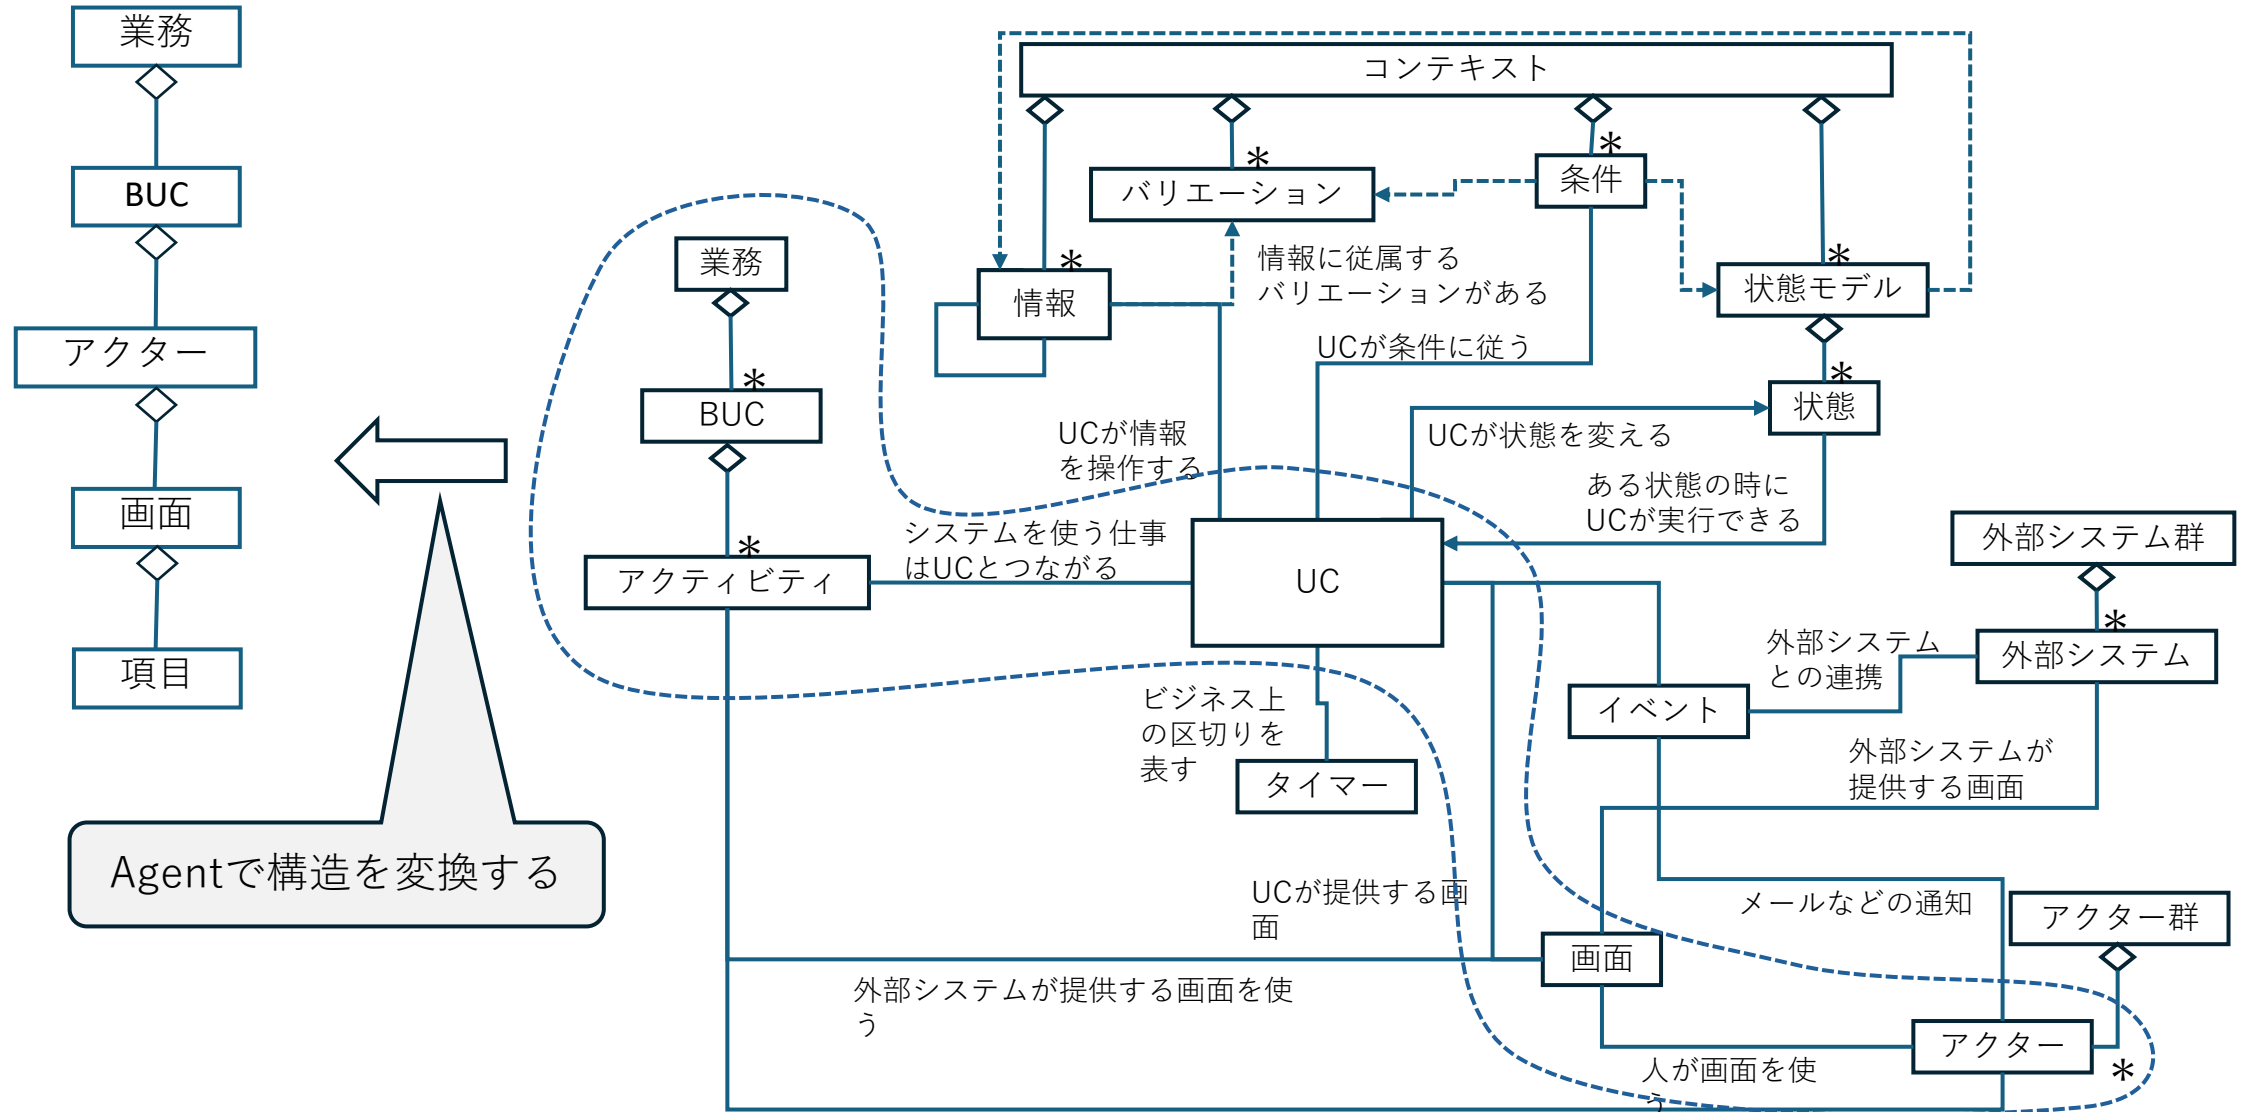 業務
BUC
アクター
画面
項目
Agentで構造を変換する
コンテキスト
*
バリエーション
*
条件
*
情報
*
状態モデル
*
状態
情報に従属する
バリエーションがある
UCが条件に従う
UCが状態を変える
ある状態の時に
UCが実行できる
UCが情報
を操作する
業務
*
BUC
*
アクティビティ
システムを使う仕事
はUCとつながる
UC
外部システム群
*
外部システム
外部システム
との連携
イベント
外部システムが
提供する画面
ビジネス上
の区切りを
表す
タイマー
UCが提供する画
面
メールなどの通知
アクター群
画面
外部システムが提供する画面を使
う
アクター
*
人が画面を使
う